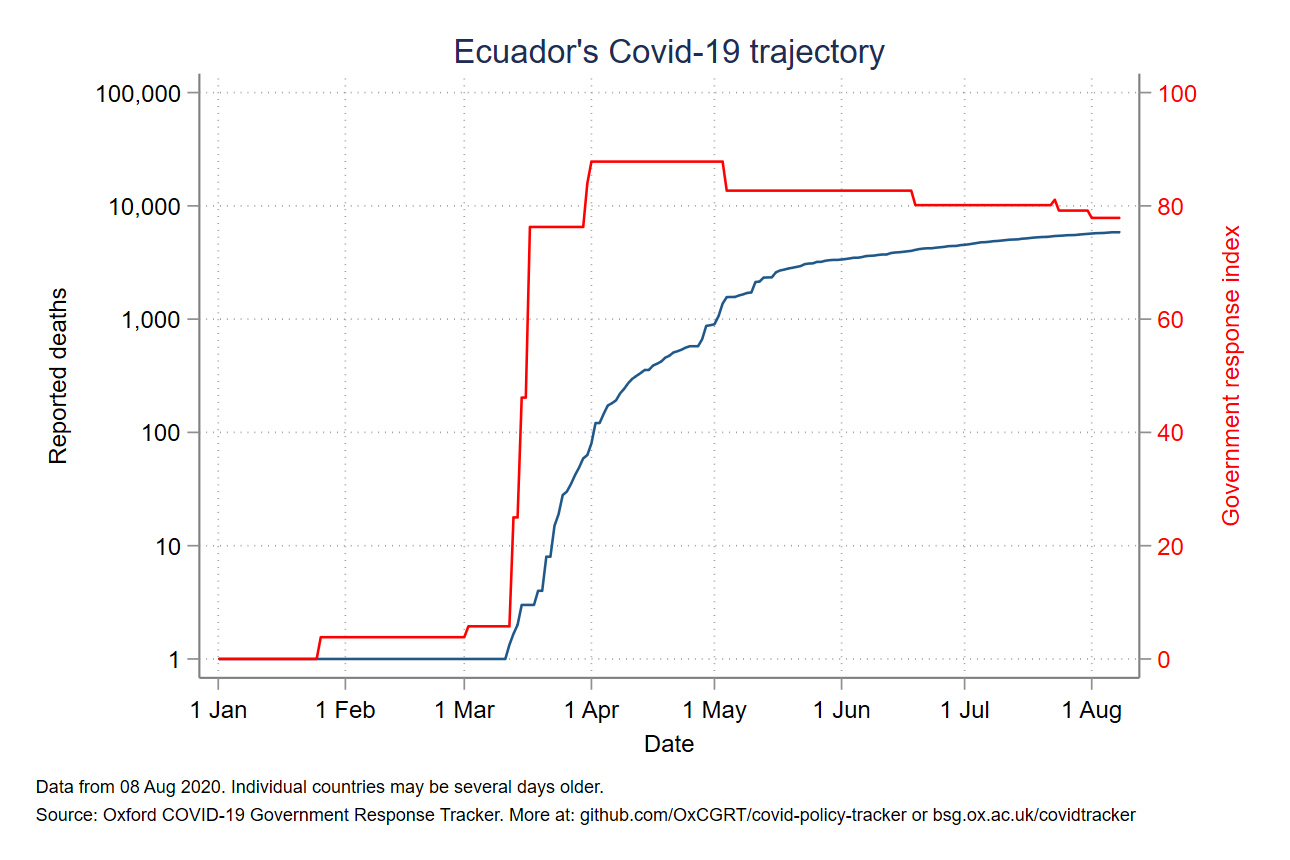 Ecuador's Covid-19 trajectory
100,000
10,000
1,000
100
10
1
Reported deaths
100
80
60
40
20
0
Government response index
1 Jan
1 Feb
1 Mar
1 Apr
1 May
1 Jun
1 Jul
1 Aug
Date
Data from 08 Aug 2020. Individual countries may be several days older.
Source: Oxford COVID-19 Government Response Tracker. More at: github.com/OxCGRT/covid-policy-tracker or bsg.ox.ac.uk/covidtracker